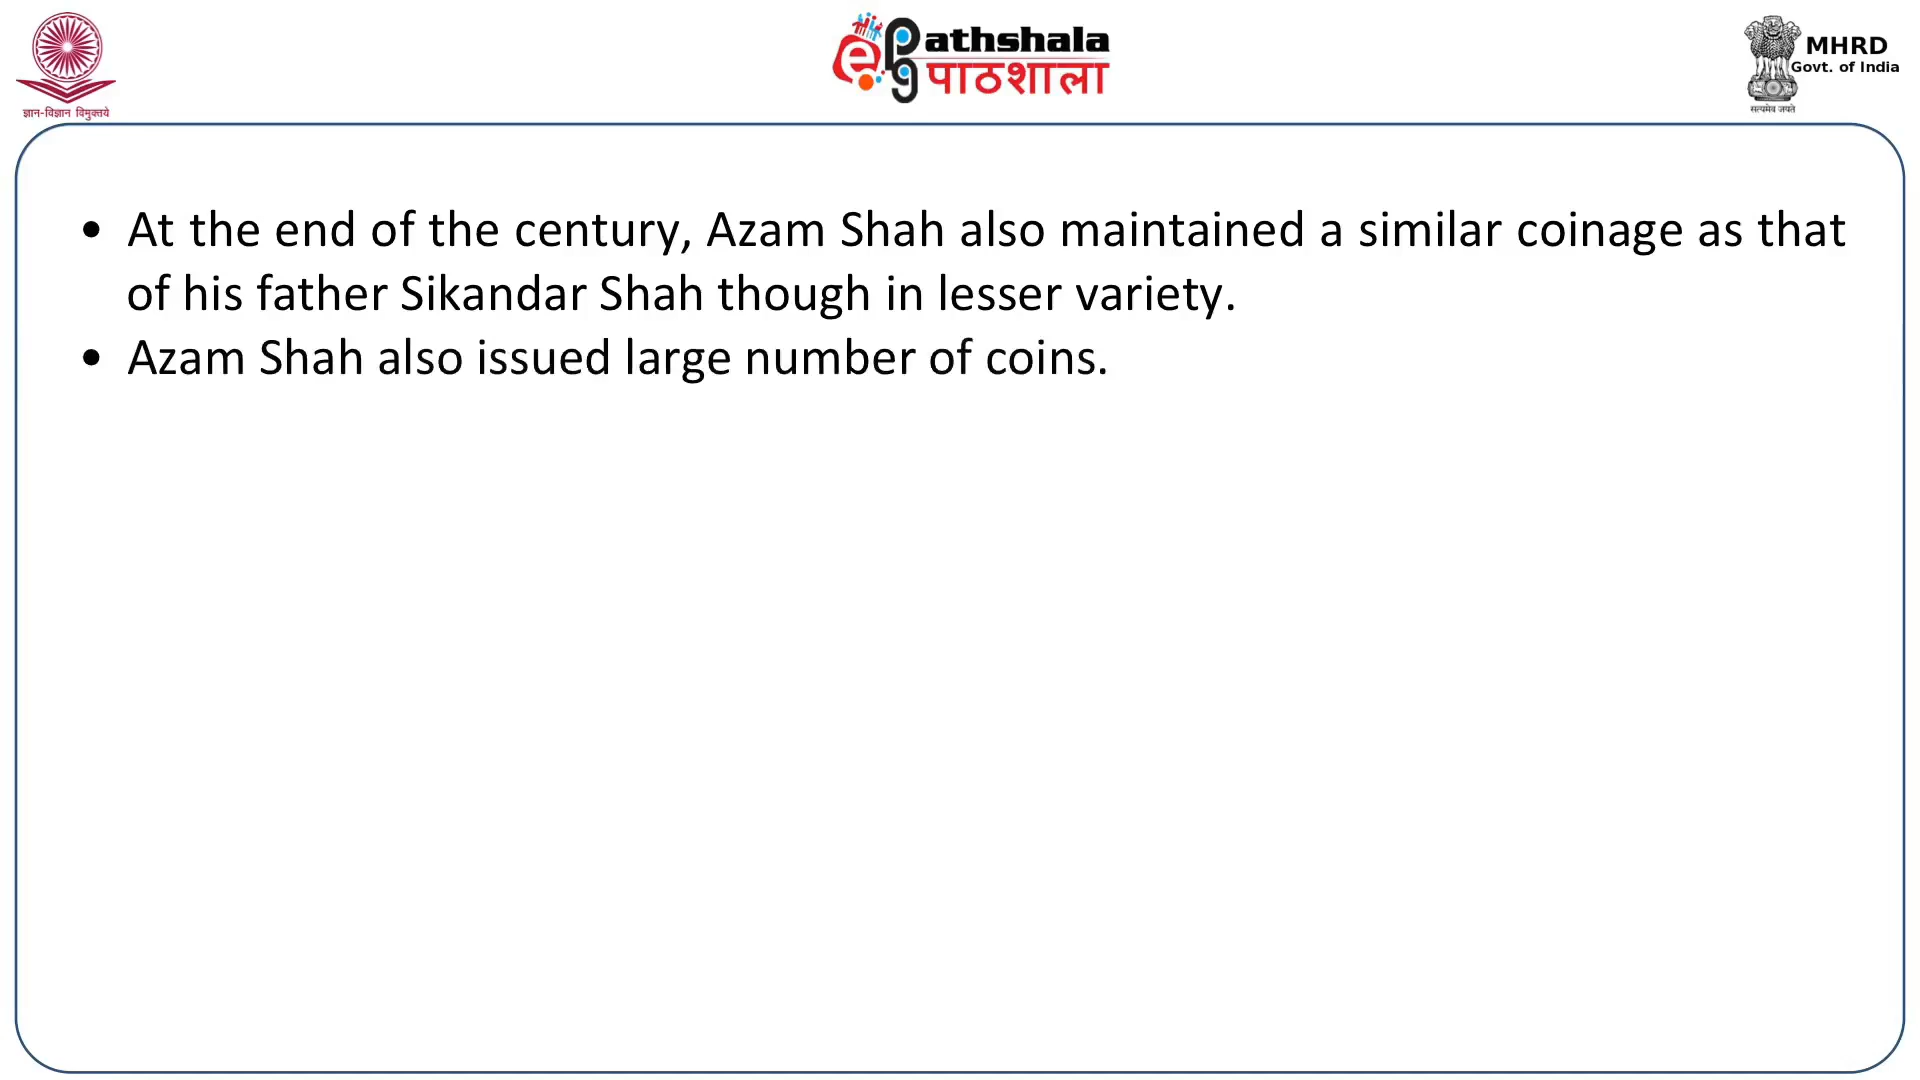 ज्ञान-विज्ञान विमुक्तये
ePathshala
pg पाठशाला
MHRD
Govt. of India
सत्यमेव जयते
• At the end of the century, Azam Shah also maintained a similar coinage as that
of his father Sikandar Shah though in lesser variety.
• Azam Shah also issued large number of coins.